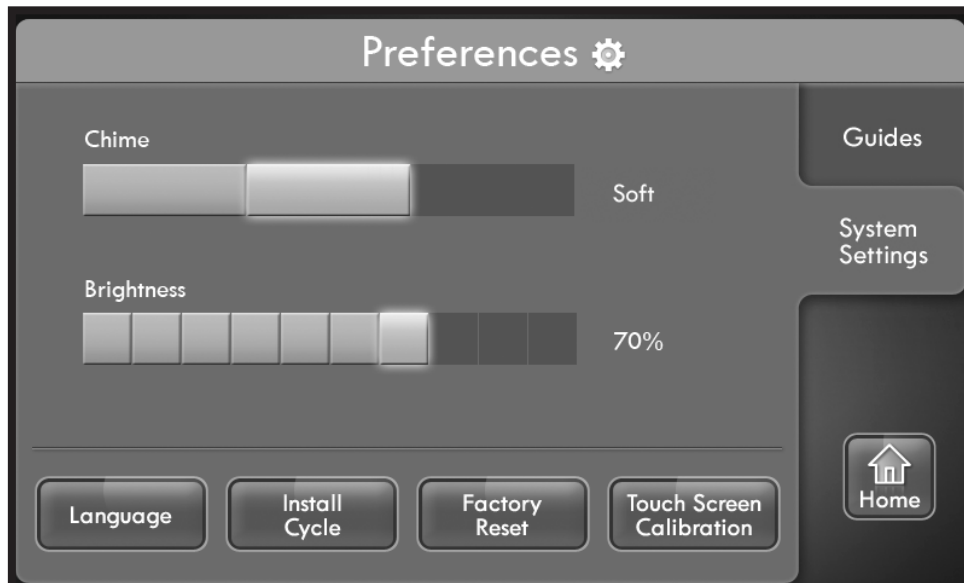 Preferences
Chime
Soft
Brightness
70%
Guides
System
Settings
Language
Install
Cycle
Factory
Reset
Touch Screen
Calibration
Home